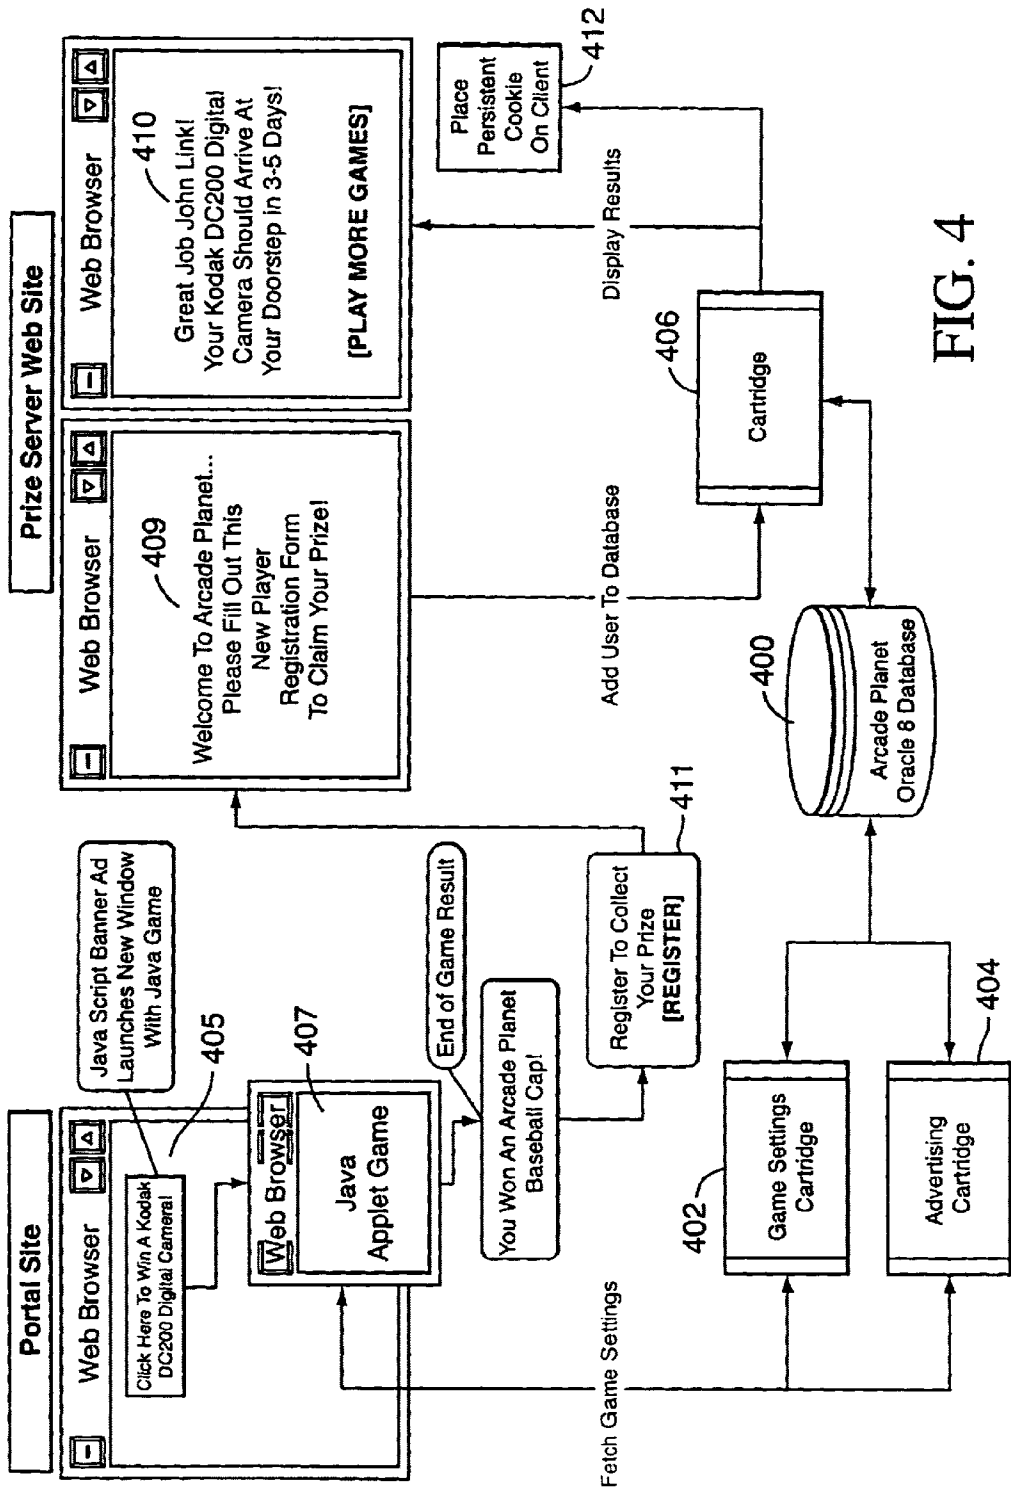 Portal Site
Web Browser
Click Here To Win A Kodak
DC200 Digital Camera!
Java Script Banner Ad
Launches New Window
With Java Game
405
Web Browser
407
Java
Applet Game
End of Game Result
You Won An Arcade Planet
Baseball Cap!
Register To Collect
Your Prize
[REGISTER]
411
Fetch Game Settings
402
Game Settings
Cartridge
Advertising
Cartridge
404
Prize Server Web Site
Web Browser
409
Welcome To Arcade Planet...
Please Fill Out This
New Player
Registration Form
To Claim Your Prize!
Web Browser
410
Great Job John Link!
Your Kodak DC200 Digital
Camera Should Arrive At
Your Doorstep in 3-5 Days!
[PLAY MORE GAMES]
Place
Persistent
Cookie
On Client
412
Add User To Database
Display Results
406
Cartridge
400
Arcade Planet
Oracle 8 Database
FIG. 4